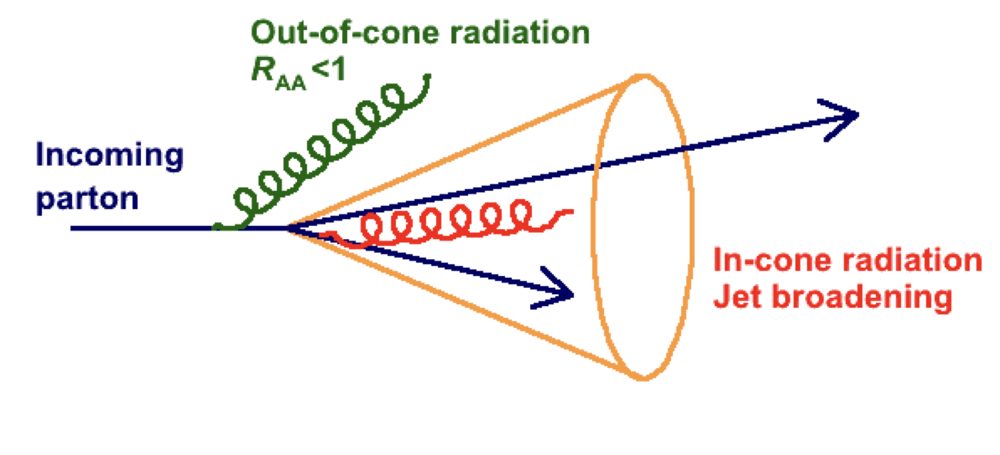 Out-of-cone radiation
RAA <1
Incoming
parton
In-cone radiation
Jet broadening